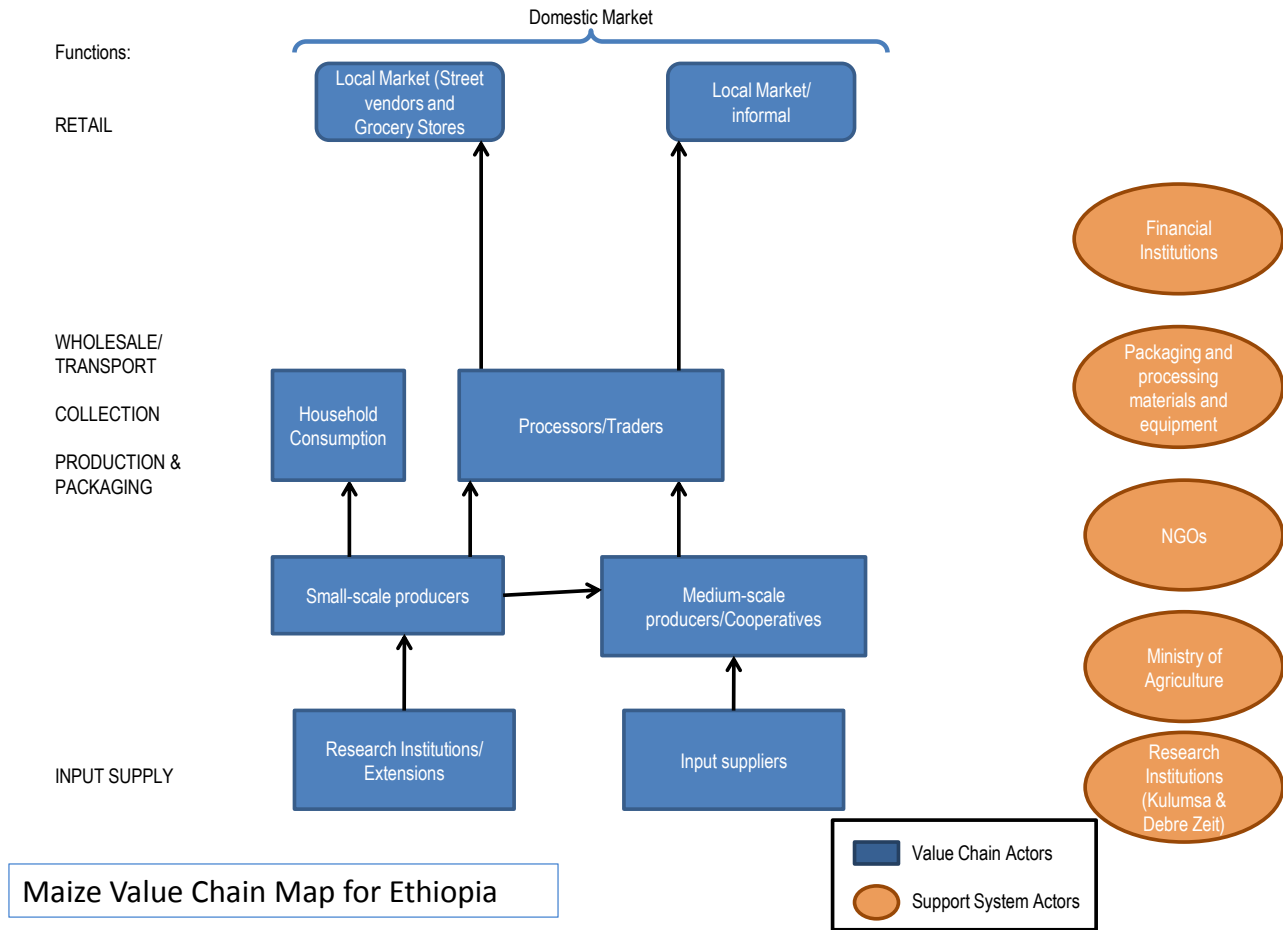 Domestic Market
Functions:
Local Market (Street
vendors and
Grocery Stores
Local Market/
informal
RETAIL
Financial
Institutions
WHOLESALE/
TRANSPORT
COLLECTION
PRODUCTION &
PACKAGING
Household
Consumption
Processors/Traders
Packaging and
processing
materials and
equipment
NGOs
Small-scale producers
Medium-scale
producers/Cooperatives
Ministry of
Agriculture
INPUT SUPPLY
Research Institutions/
Extensions
Input suppliers
Research
Institutions
(Kulumsa &
Debre Zeit)
Value Chain Actors
Support System Actors
Maize Value Chain Map for Ethiopia